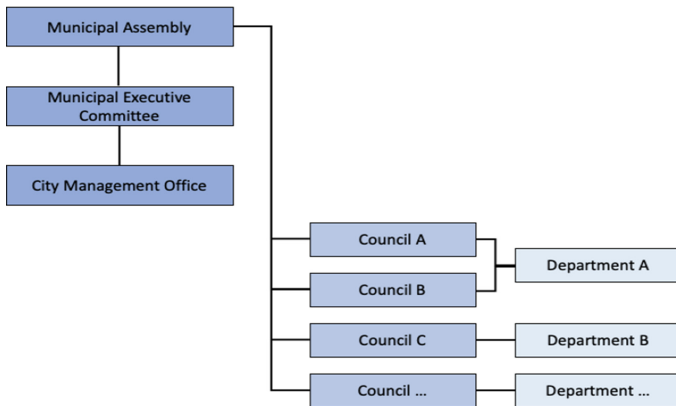 Municipal Assembly
Municipal Executive
Committee
City Management Office
Council A
Department A
Council B
Council C
Department B
Council ...
Department ...